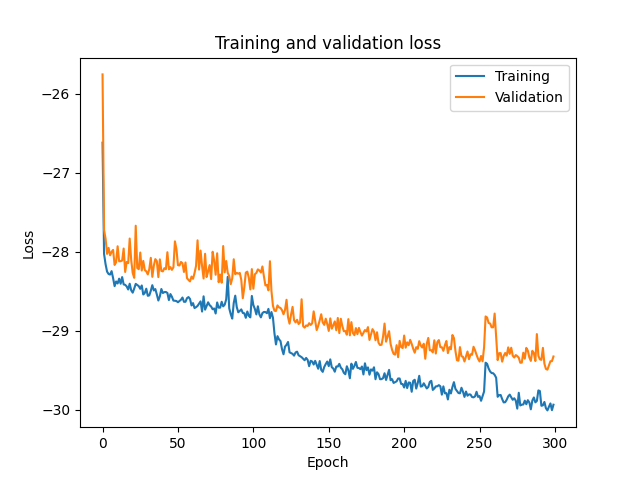 Training and validation loss
Training
Validation
−26
−27
−28
−29
−30
Loss
0
50
100
150
200
250
300
Epoch